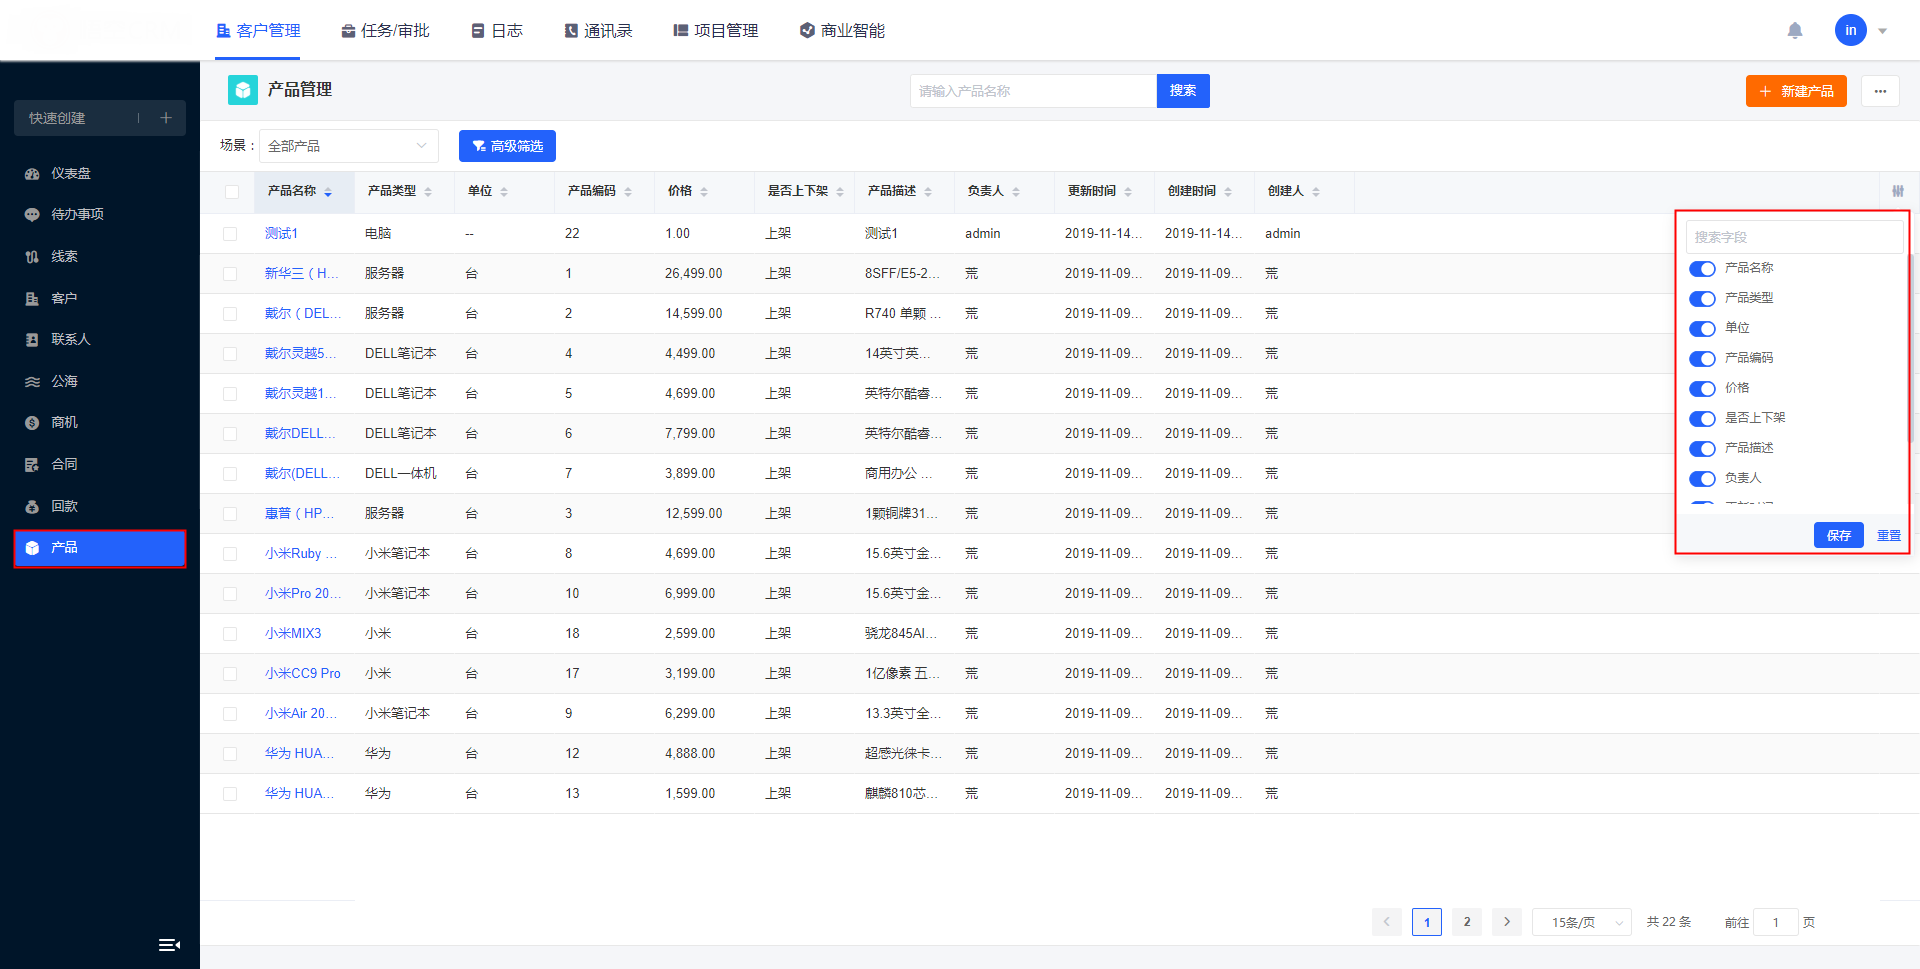 客户管理 任务/审批 日志 通讯录 项目管理 商业智能 in
快速创建
仪表盘
待办事项
线索
客户
联系人
公海
商机
合同
回款
产品
产品管理 请输入产品名称 搜索 新建产品
场景： 全部产品 高级筛选
产品名称 产品类型 单位 产品编码 价格 是否上下架 产品描述 负责人 更新时间 创建时间 创建人
测试1 电脑 -- 22 1.00 上架 测试1 admin 2019-11-14... 2019-11-14... admin
新华三（H... 服务器 台 1 26,499.00 上架 8SFF/E5-2... 荒 2019-11-09... 2019-11-09... 荒
戴尔（DEL... 服务器 台 2 14,599.00 上架 R740 单颗 ... 荒 2019-11-09... 2019-11-09... 荒
戴尔灵越5... DELL笔记本 台 4 4,499.00 上架 14英寸英... 荒 2019-11-09... 2019-11-09... 荒
戴尔灵越1... DELL笔记本 台 5 4,699.00 上架 英特尔酷睿... 荒 2019-11-09... 2019-11-09... 荒
戴尔DELL... DELL笔记本 台 6 7,799.00 上架 英特尔酷睿... 荒 2019-11-09... 2019-11-09... 荒
戴尔(DELL... DELL一体机 台 7 3,899.00 上架 商用办公 ... 荒 2019-11-09... 2019-11-09... 荒
惠普（HP... 服务器 台 3 12,599.00 上架 1颗铜牌31... 荒 2019-11-09... 2019-11-09... 荒
小米Ruby ... 小米笔记本 台 8 4,699.00 上架 15.6英寸金... 荒 2019-11-09... 2019-11-09... 荒
小米Pro 20... 小米笔记本 台 10 6,999.00 上架 15.6英寸金... 荒 2019-11-09... 2019-11-09... 荒
小米MIX3 小米 台 18 2,599.00 上架 骁龙845AI... 荒 2019-11-09... 2019-11-09... 荒
小米CC9 Pro 小米 台 17 3,199.00 上架 1亿像素 五... 荒 2019-11-09... 2019-11-09... 荒
小米Air 20... 小米笔记本 台 9 6,299.00 上架 13.3英寸全... 荒 2019-11-09... 2019-11-09... 荒
华为 HUA... 华为 台 12 4,888.00 上架 超感光徕卡... 荒 2019-11-09... 2019-11-09... 荒
华为 HUA... 华为 台 13 1,599.00 上架 麒麟810芯... 荒 2019-11-09... 2019-11-09... 荒
搜索字段
产品名称
产品类型
单位
产品编码
价格
是否上下架
产品描述
负责人
保存 重置
1 2 15条/页 共 22 条 前往 1 页